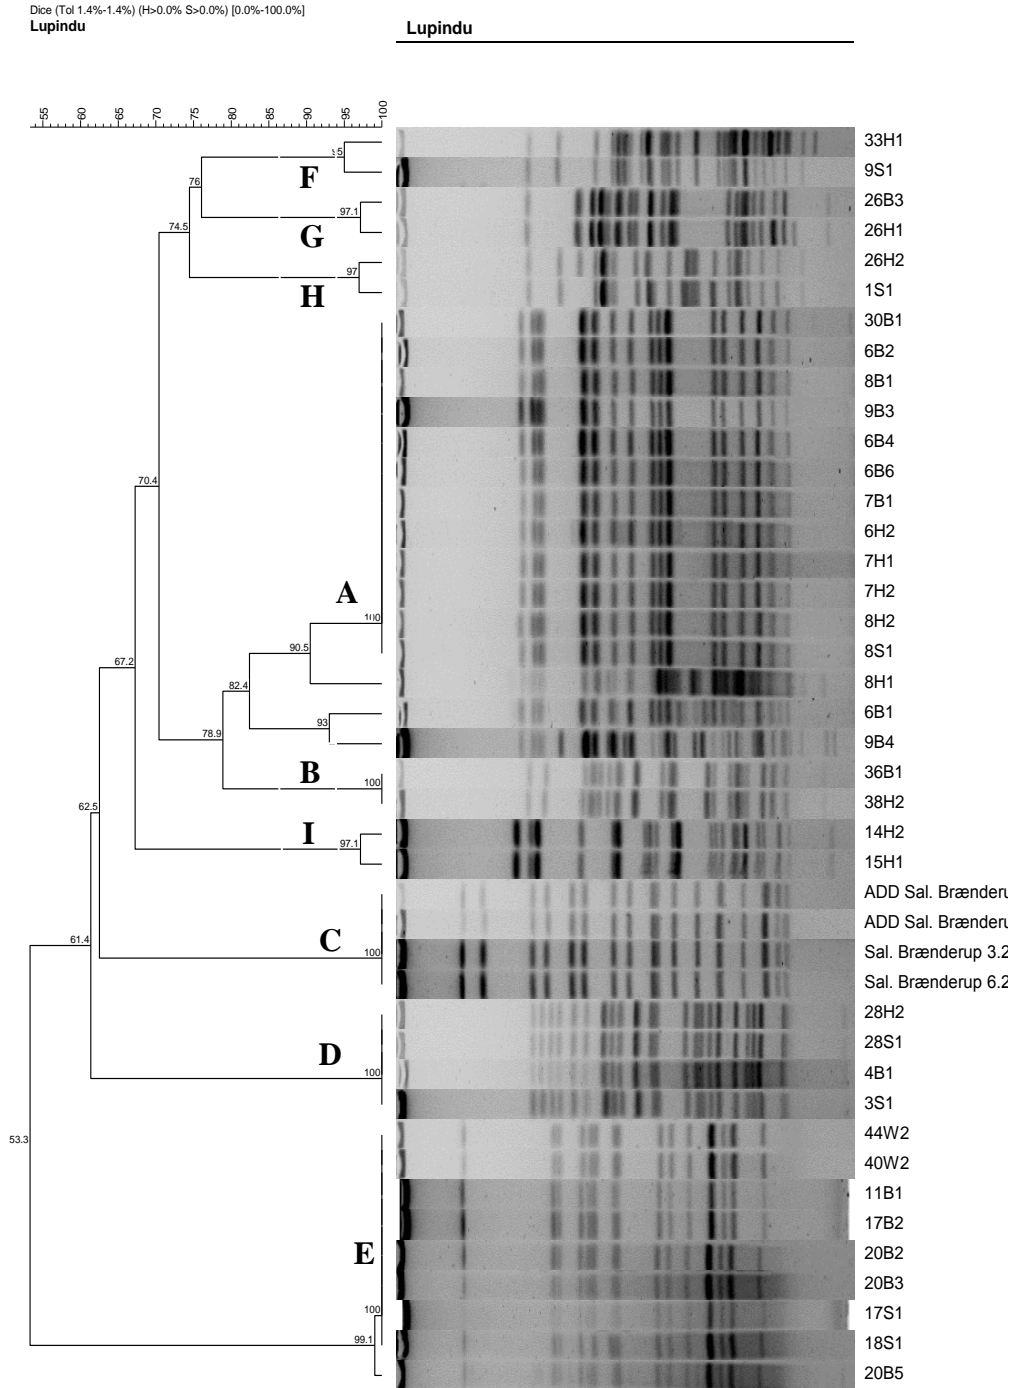 Dice (Tol 1.4%-1.4%) (H>0.0% S>0.0%) [0.0%-100.0%]
Lupindu
Lupindu
55 60 65 70 75 80 85 90 95 100
33H1
9S1
26B3
26H1
26H2
1S1
30B1
6B2
8B1
9B3
6B4
6B6
7B1
6H2
7H1
7H2
8H2
8S1
8H1
6B1
9B4
36B1
38H2
14H2
15H1
ADD Sal. Brænderu
ADD Sal. Brænderu
Sal. Brænderup 3.2
Sal. Brænderup 6.2
28H2
28S1
4B1
3S1
44W2
40W2
11B1
17B2
20B2
20B3
17S1
18S1
20B5
F
76
97.1
74.5
G
97
H
70.4
A
100
90.5
67.2
82.4
93
78.9
B
100
62.5
I
97.1
61.4
C
100
D
100
53.3
E
100
99.1